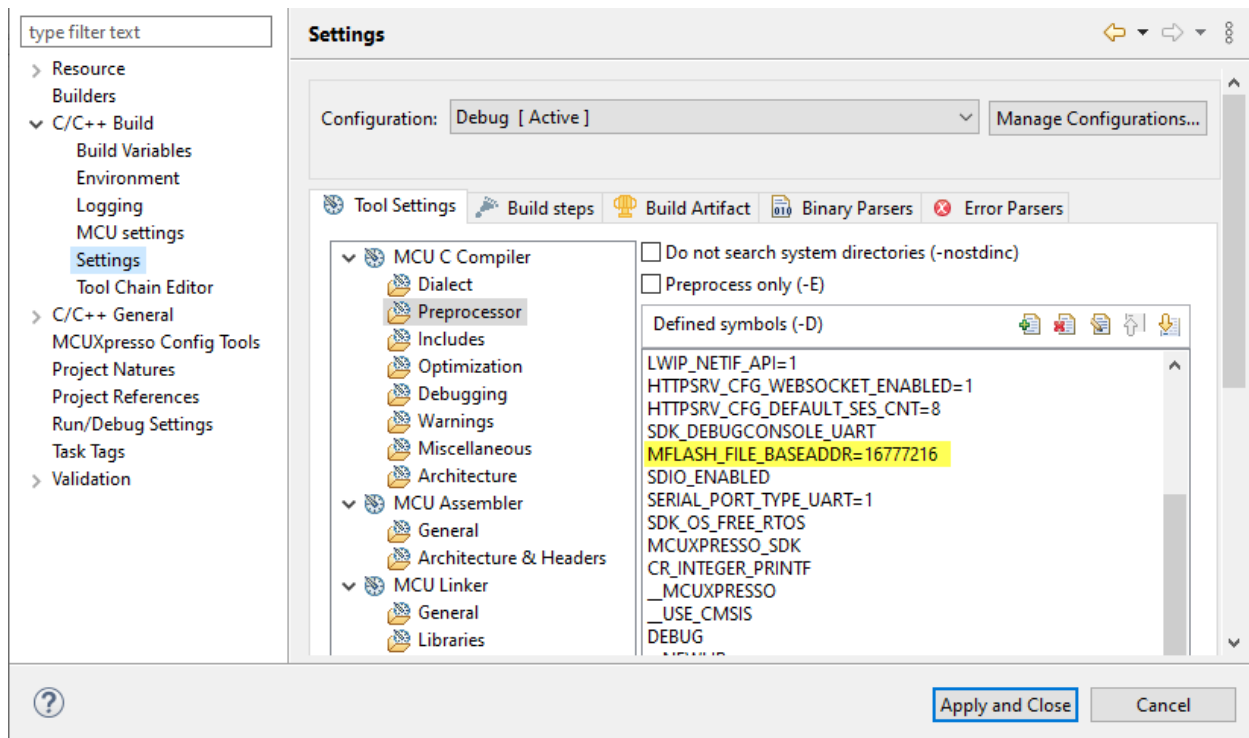 type filter text
Resource
Builders
C/C++ Build
Build Variables
Environment
Logging
MCU settings
Settings
Tool Chain Editor
C/C++ General
MCUXpresso Config Tools
Project Natures
Project References
Run/Debug Settings
Task Tags
Validation
Settings
Configuration: Debug [ Active ] Manage Configurations...
Tool Settings Build steps Build Artifact Binary Parsers Error Parsers
MCU C Compiler
Dialect
Preprocessor
Includes
Optimization
Debugging
Warnings
Miscellaneous
Architecture
MCU Assembler
General
Architecture & Headers
MCU Linker
General
Libraries
Do not search system directories (-nostdinc)
Preprocess only (-E)
Defined symbols (-D)
LWIP_NETIF_API=1
HTTPSRV_CFG_WEBSOCKET_ENABLED=1
HTTPSRV_CFG_DEFAULT_SES_CNT=8
SDK_DEBUGCONSOLE_UART
MFLASH_FILE_BASEADDR=16777216
SDIO_ENABLED
SERIAL_PORT_TYPE_UART=1
SDK_OS_FREE_RTOS
MCUXPRESSO_SDK
CR_INTEGER_PRINTF
__MCUXPRESSO
__USE_CMSIS
DEBUG
Apply and Close Cancel